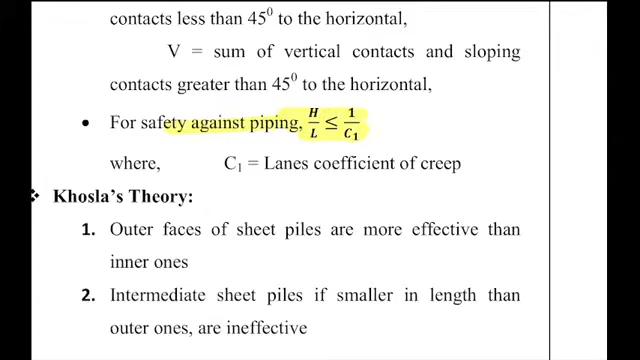 contacts less than 45⁰ to the horizontal,
V = sum of vertical contacts and sloping
contacts greater than 45⁰ to the horizontal,
• For safety against piping, H/L ≤ 1/C₁
where, C₁ = Lanes coefficient of creep
❖ Khosla's Theory:
1. Outer faces of sheet piles are more effective than
inner ones
2. Intermediate sheet piles if smaller in length than
outer ones, are ineffective